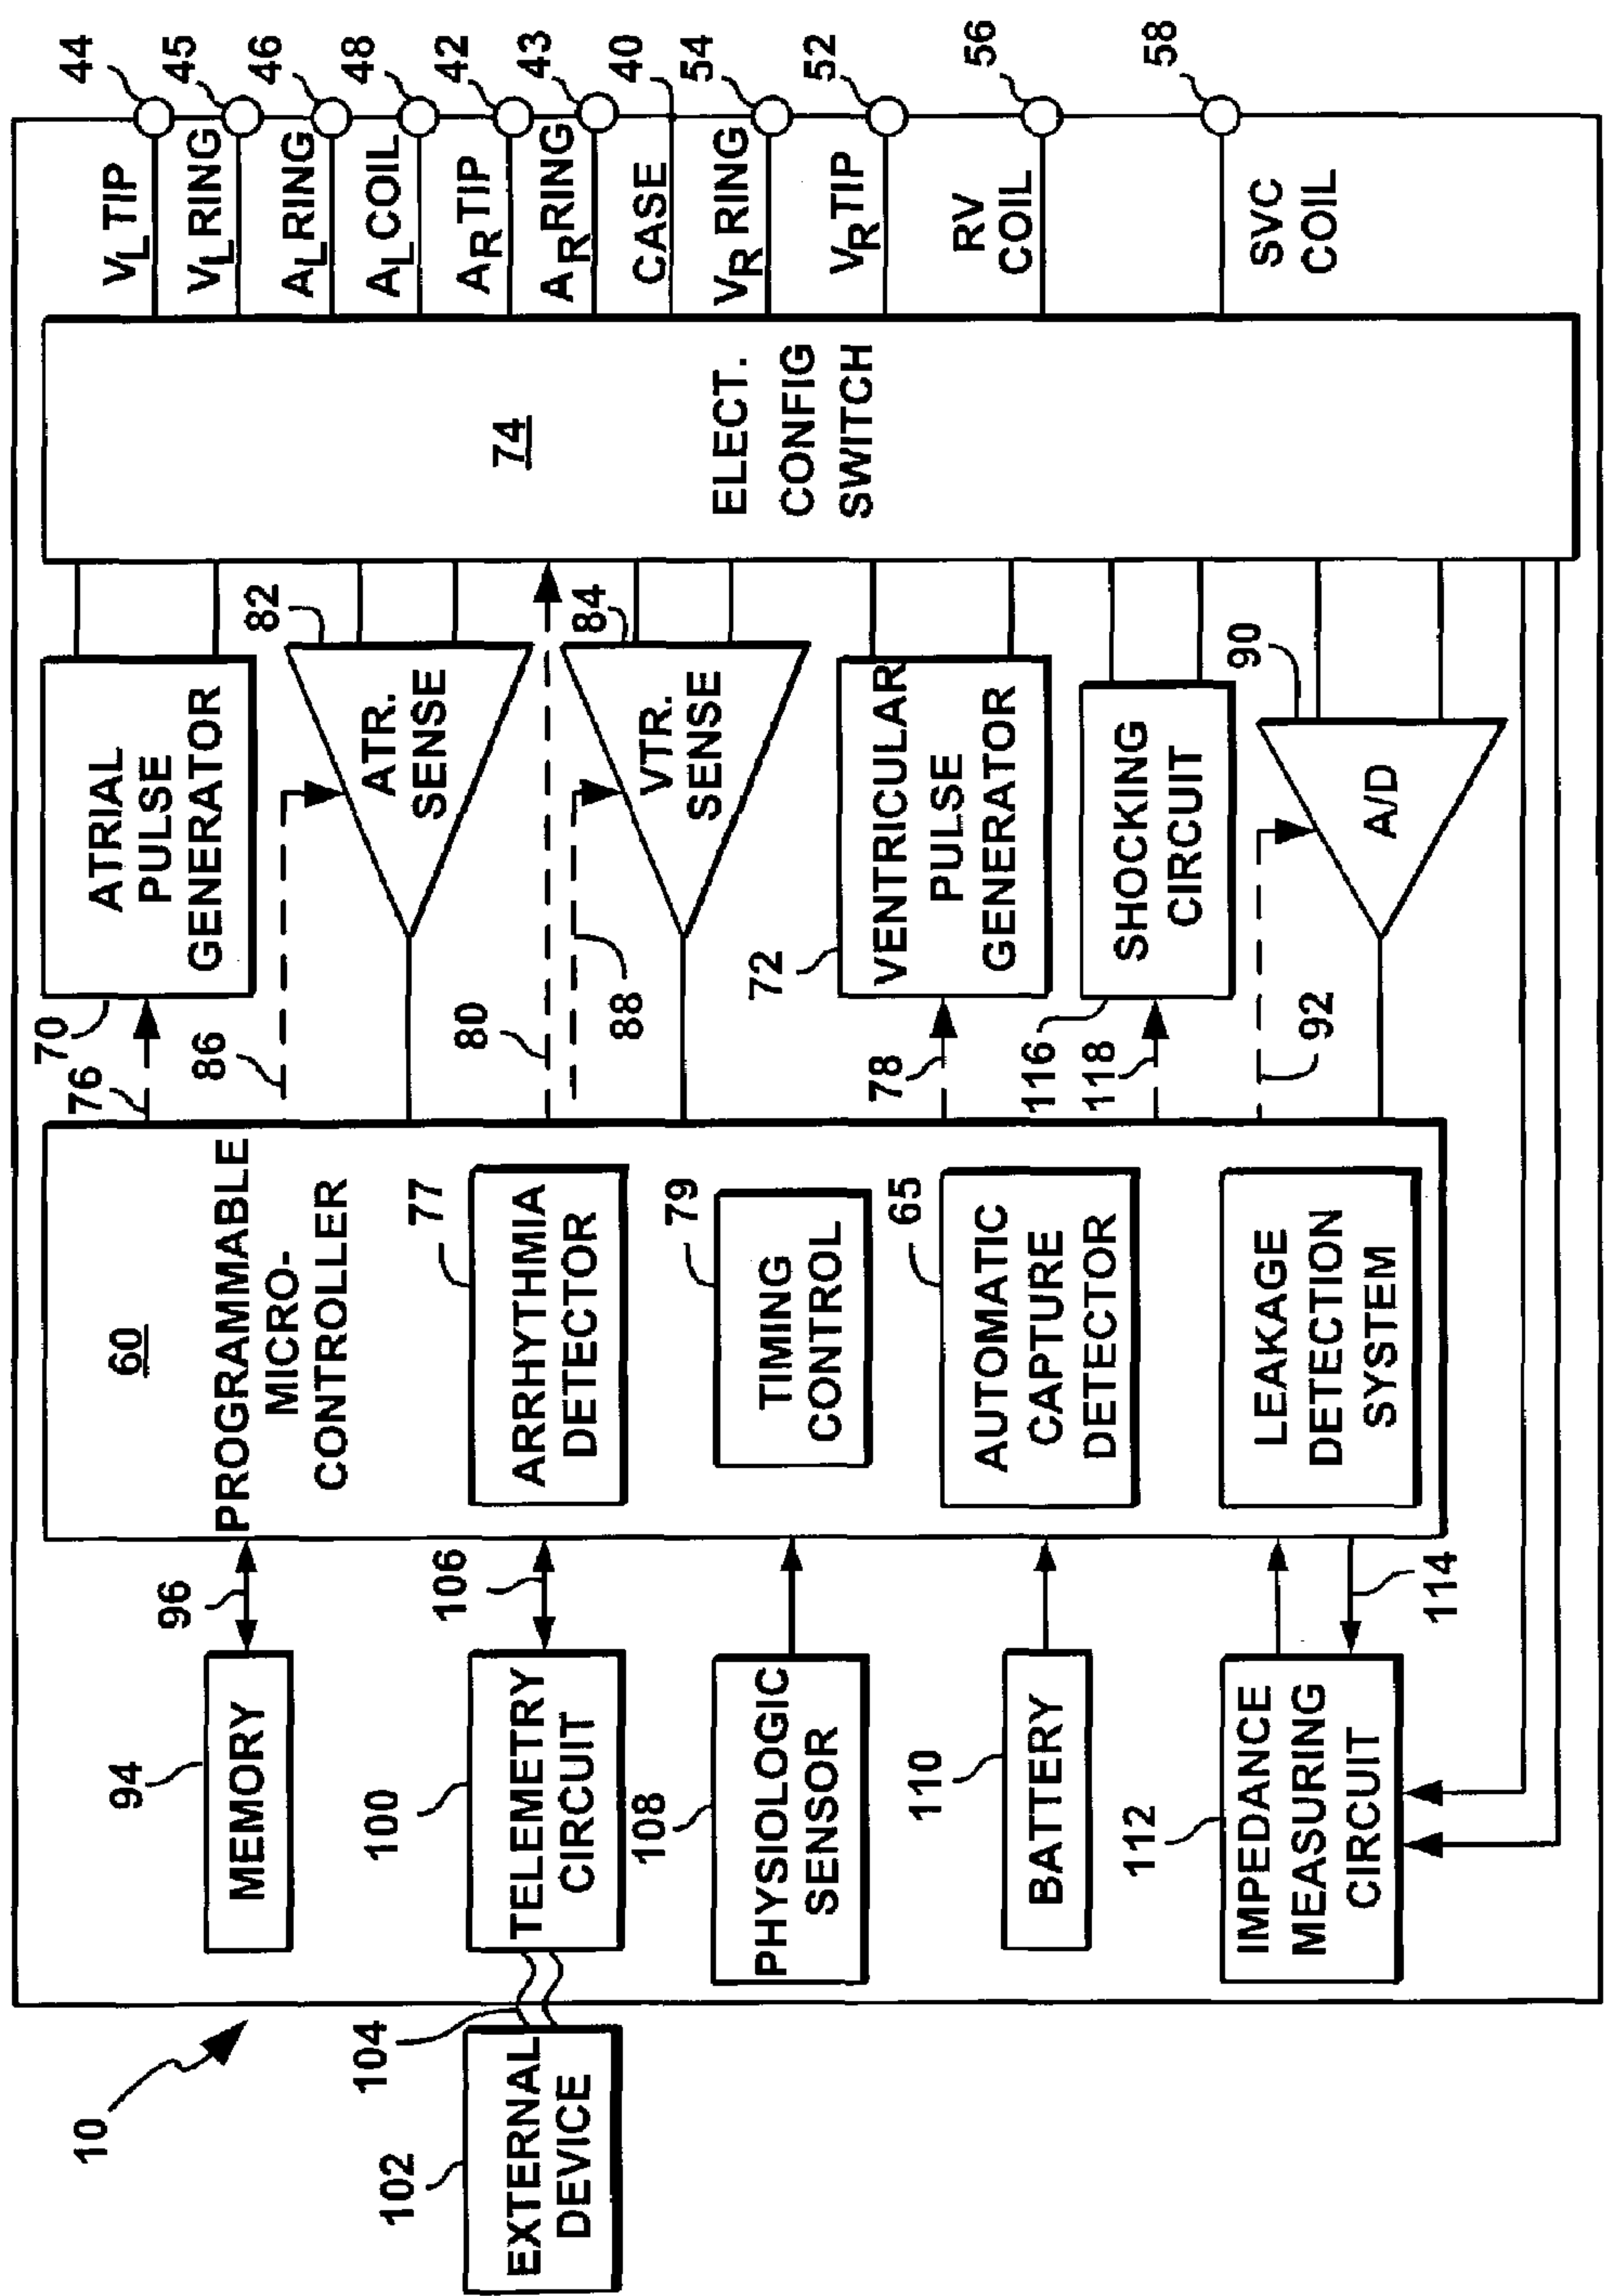 44
45
46
48
42
43
40
54
52
56
58
VL TIP
VL RING
AL RING
AL COIL
AR TIP
AR RING
CASE
VR RING
VR TIP
RV
COIL
SVC
COIL
74
ELECT.
CONFIG
SWITCH
ATRIAL
PULSE
GENERATOR
70
76
82
ATR.
SENSE
86
80
84
VTR.
SENSE
88
VENTRICULAR
PULSE
GENERATOR
72
78
SHOCKING
CIRCUIT
116
118
90
A/D
92
60
PROGRAMMABLE
MICRO-
CONTROLLER
77
ARRHYTHMIA
DETECTOR
79
TIMING
CONTROL
65
AUTOMATIC
CAPTURE
DETECTOR
LEAKAGE
DETECTION
SYSTEM
96
106
114
94
MEMORY
100
TELEMETRY
CIRCUIT
108
PHYSIOLOGIC
SENSOR
110
BATTERY
112
IMPEDANCE
MEASURING
CIRCUIT
10
104
102
EXTERNAL
DEVICE